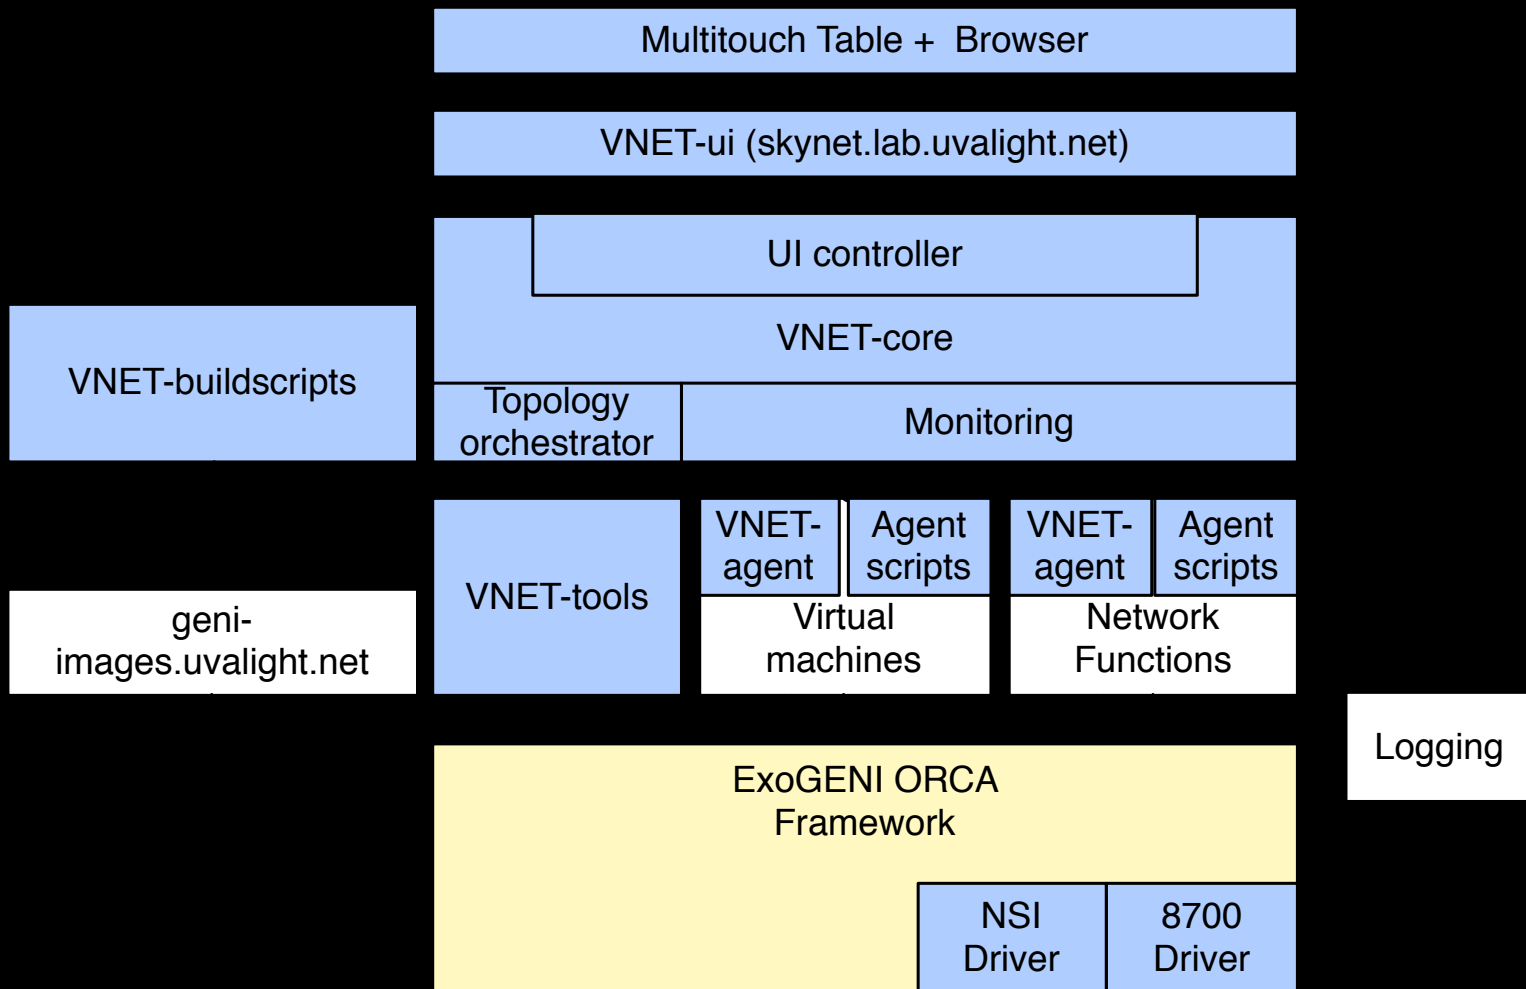 Multitouch Table + Browser
VNET-ui (skynet.lab.uvalight.net)
UI controller
VNET-core
VNET-buildscripts
Topology
orchestrator
Monitoring
VNET-tools
VNET-
agent
Agent
scripts
Virtual
machines
VNET-
agent
Agent
scripts
Network
Functions
geni-
images.uvalight.net
Logging
ExoGENI ORCA
Framework
NSI
Driver
8700
Driver